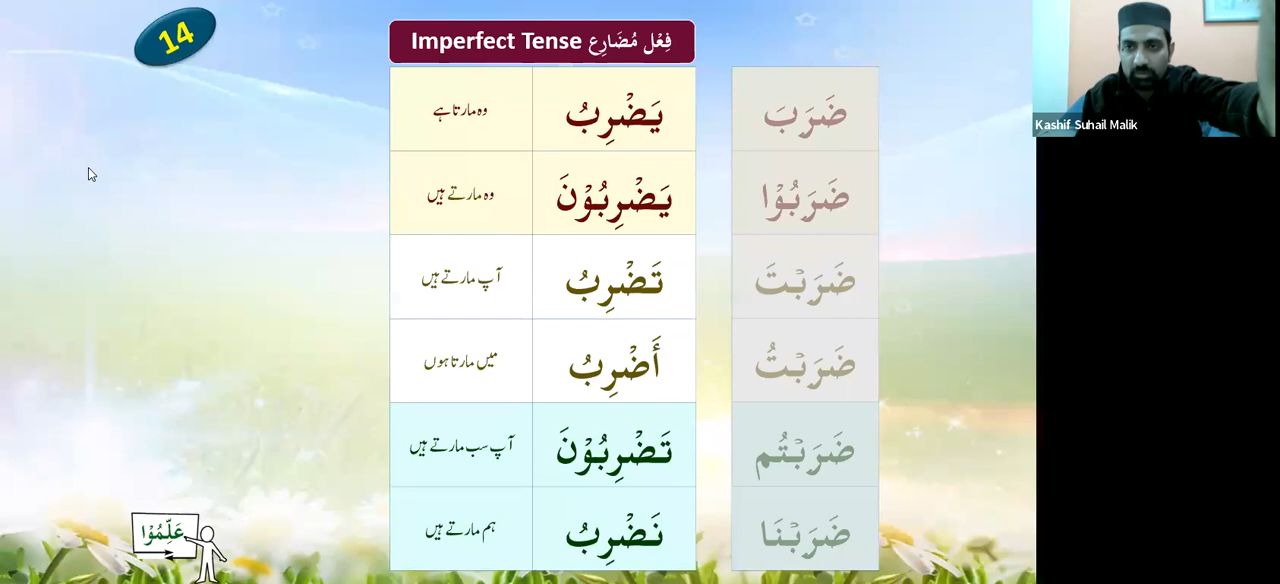 14
فِعْل مُضَارِع Imperfect Tense
ضَرَبَ يَضْرِبُ وہ مارتا ہے
ضَرَبُوْا يَضْرِبُوْنَ وہ مارتے ہیں
ضَرَبْتَ تَضْرِبُ آپ مارتے ہیں
ضَرَبْتُ أَضْرِبُ میں مارتا ہوں
ضَرَبْتُم تَضْرِبُوْنَ آپ سب مارتے ہیں
ضَرَبْنَا نَضْرِبُ ہم مارتے ہیں
عَلِّمُوْا
Kashif Suhail Malik